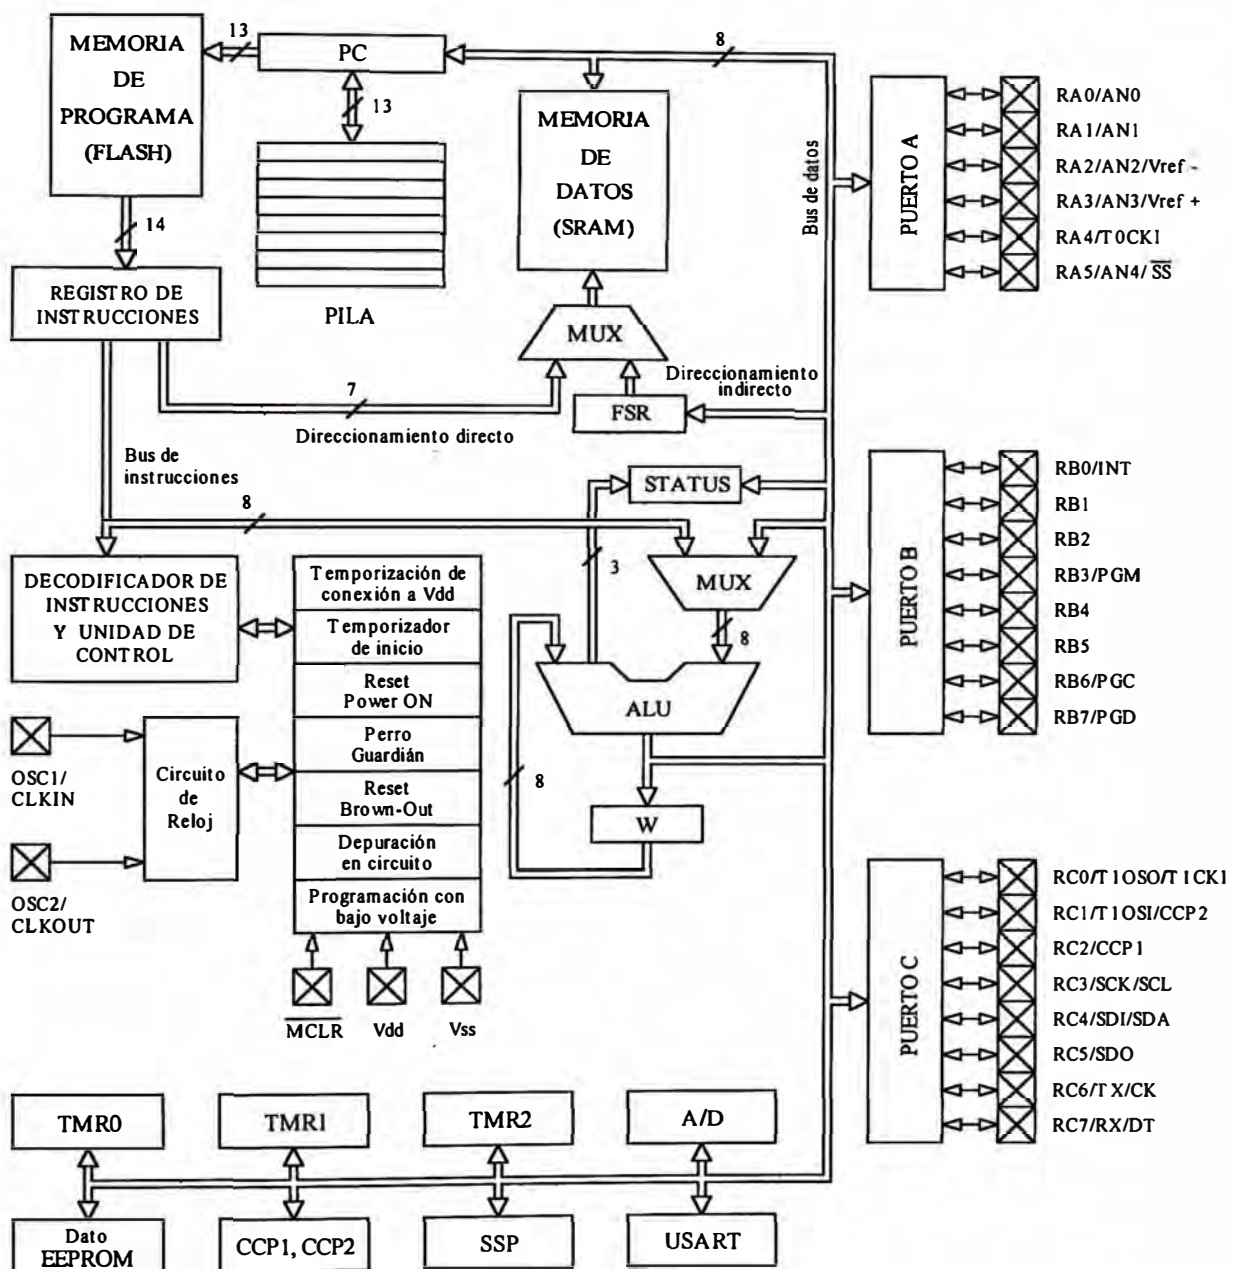 MEMORIA
DE
PROGRAMA
(FLASH)
13
PC
8
13
MEMORIA
DE
DATOS
(SRAM)
Bus de datos
14
REGISTRO DE
INSTRUCCIONES
PILA
MUX
7
Direccionamiento directo
Direccionamiento
indirecto
FSR
Bus de
instrucciones
STATUS
8
3
MUX
8
DECODIFICADOR DE
INSTRUCCIONES
Y UNIDAD DE
CONTROL
Temporización de
conexión a Vdd
Temporizador
de inicio
Reset
Power ON
Perro
Guardián
Reset
Brown-Out
Depuración
en circuito
Programación con
bajo voltaje
ALU
8
W
OSC1/
CLKIN
Circuito
de
Reloj
OSC2/
CLKOUT
MCLR
Vdd
Vss
PUERTO A
RA0/AN0
RA1/AN1
RA2/AN2/Vref -
RA3/AN3/Vref +
RA4/T0CKI
RA5/AN4/ SS
PUERTO B
RB0/INT
RB1
RB2
RB3/PGM
RB4
RB5
RB6/PGC
RB7/PGD
PUERTO C
RC0/T1OSO/T1CKI
RC1/T1OSI/CCP2
RC2/CCP1
RC3/SCK/SCL
RC4/SDI/SDA
RC5/SDO
RC6/TX/CK
RC7/RX/DT
TMR0
TMR1
TMR2
A/D
Dato
EEPROM
CCP1, CCP2
SSP
USART